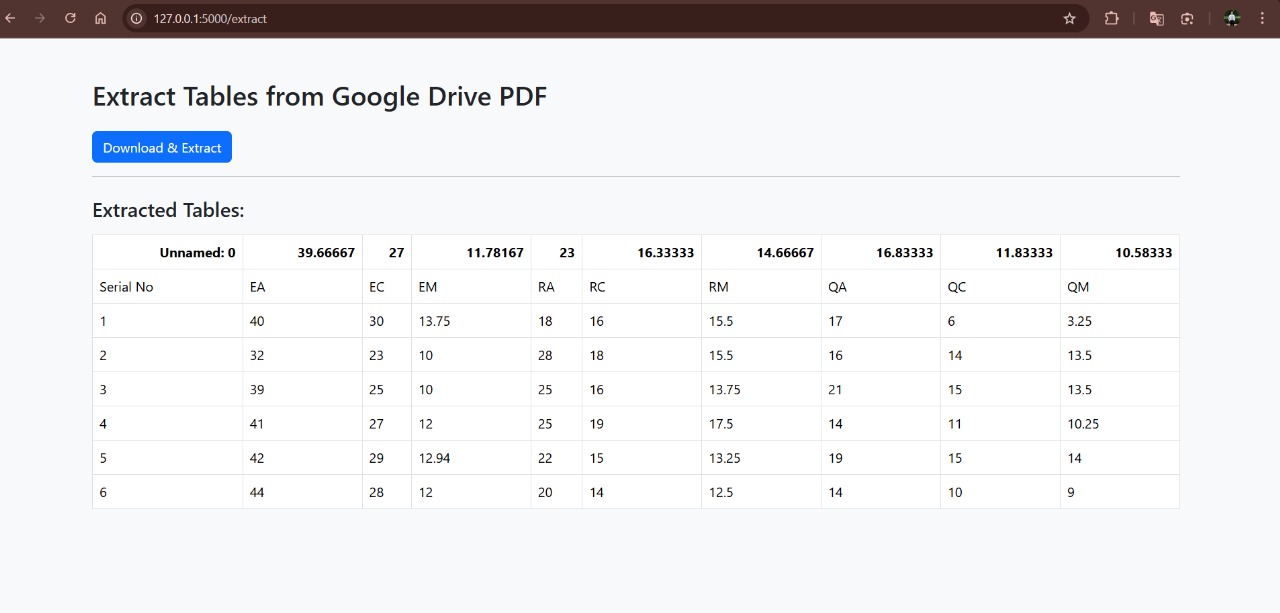 127.0.0.1:5000/extract
Extract Tables from Google Drive PDF
Download & Extract
Extracted Tables:
Unnamed: 0 39.66667 27 11.78167 23 16.33333 14.66667 16.83333 11.83333 10.58333
Serial No EA EC EM RA RC RM QA QC QM
1 40 30 13.75 18 16 15.5 17 6 3.25
2 32 23 10 28 18 15.5 16 14 13.5
3 39 25 10 25 16 13.75 21 15 13.5
4 41 27 12 25 19 17.5 14 11 10.25
5 42 29 12.94 22 15 13.25 19 15 14
6 44 28 12 20 14 12.5 14 10 9